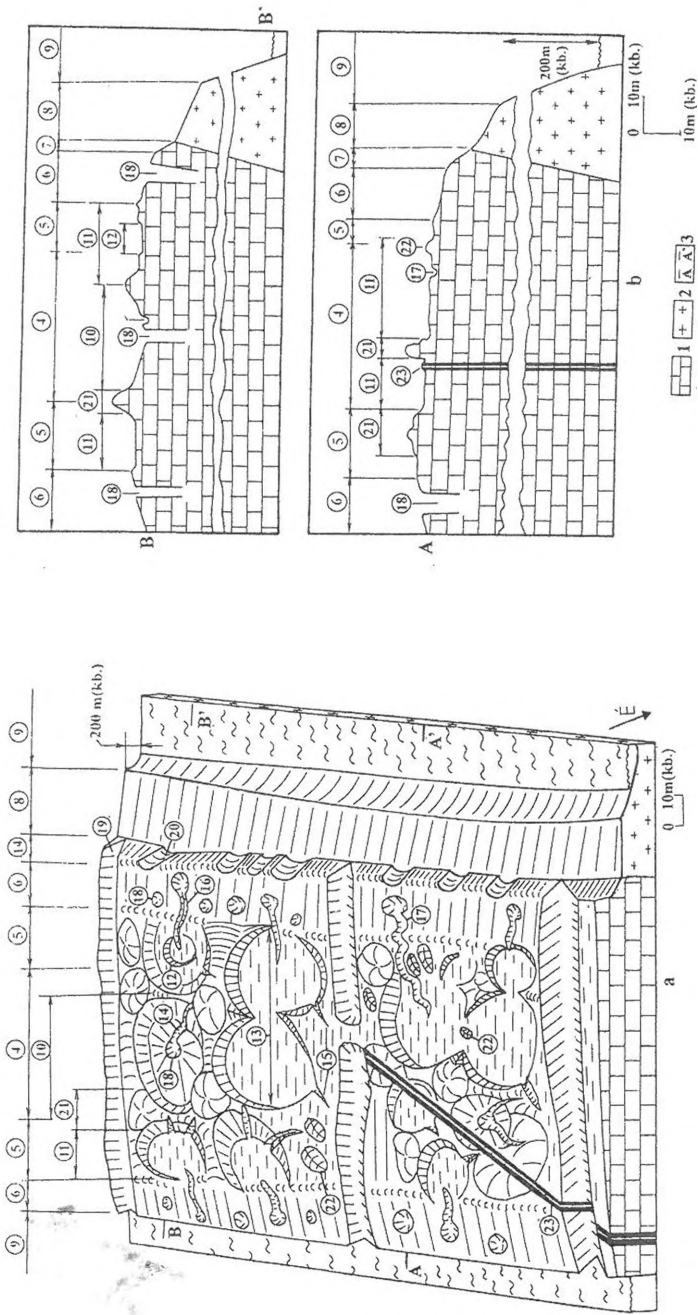 9 6 5 4 5 6 14 8 9
11 21 10 19 200 m(kb.)
B 18 14 12 18 20 B'
16
13
22 15 17
A 22 A'
23
É
0 10m(kb.)
a
6 5 4 5 6 7 8 9
11 21 10 11 12
B 18 18 18 B'
6 5 4 5 6 7 8 9
21 11 21 11
A 18 23 17 22
200m (kb.)
b
0 10m (kb.)
10m (kb.)
1 + + 2 A A' 3